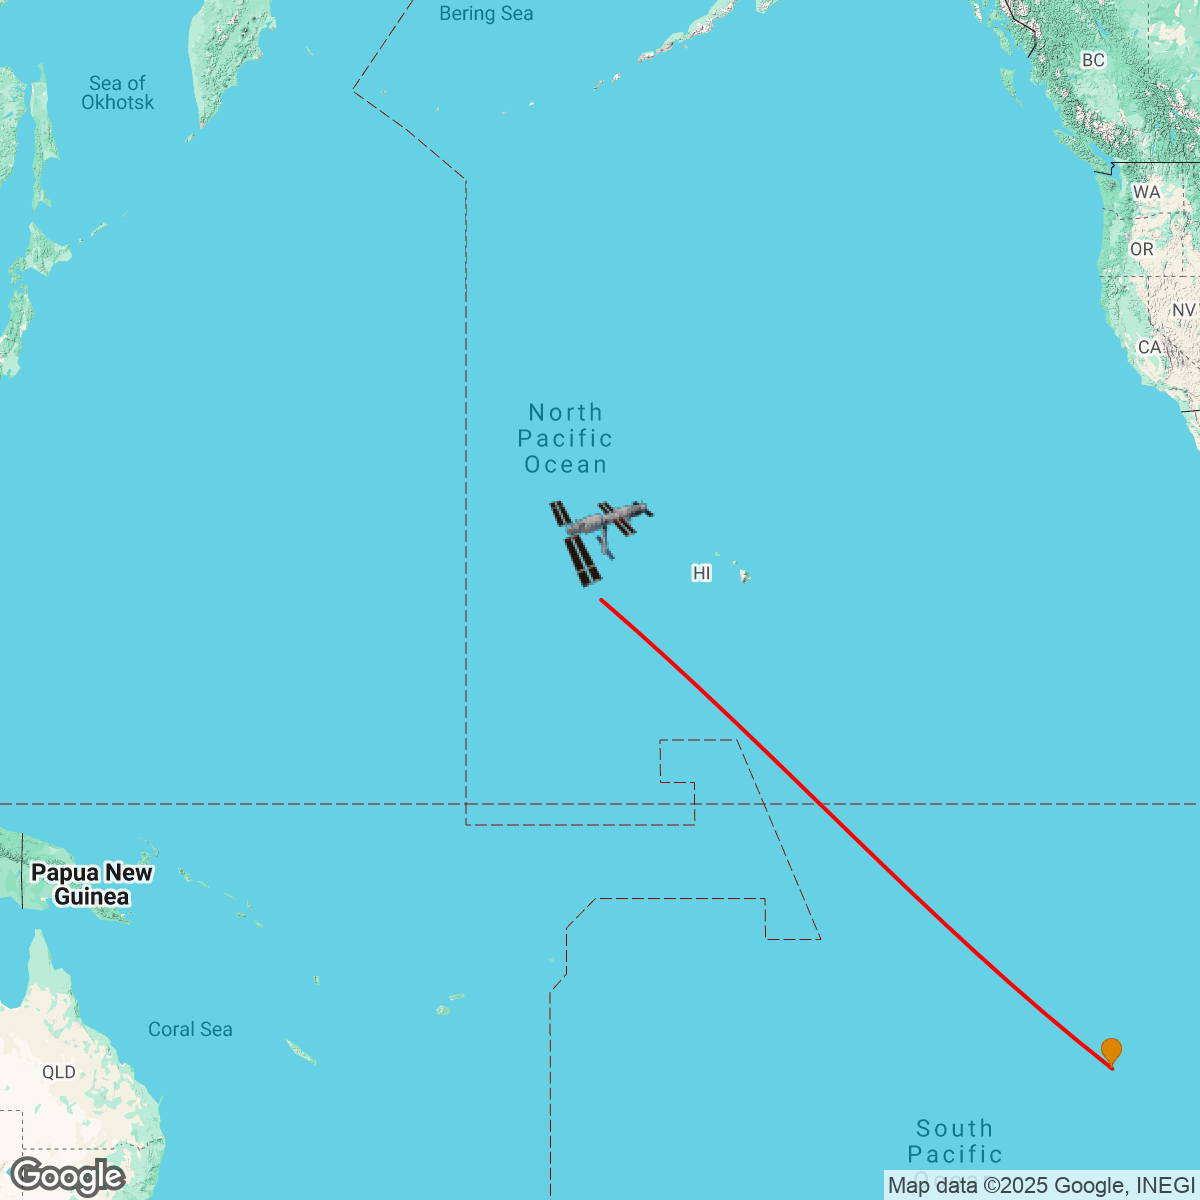 Bering Sea
Sea of
Okhotsk
BC
WA
OR
NV
CA
North
Pacific
Ocean
HI
Papua New
Guinea
Coral Sea
QLD
South
Pacific
Google
Map data ©2025 Google, INEGI